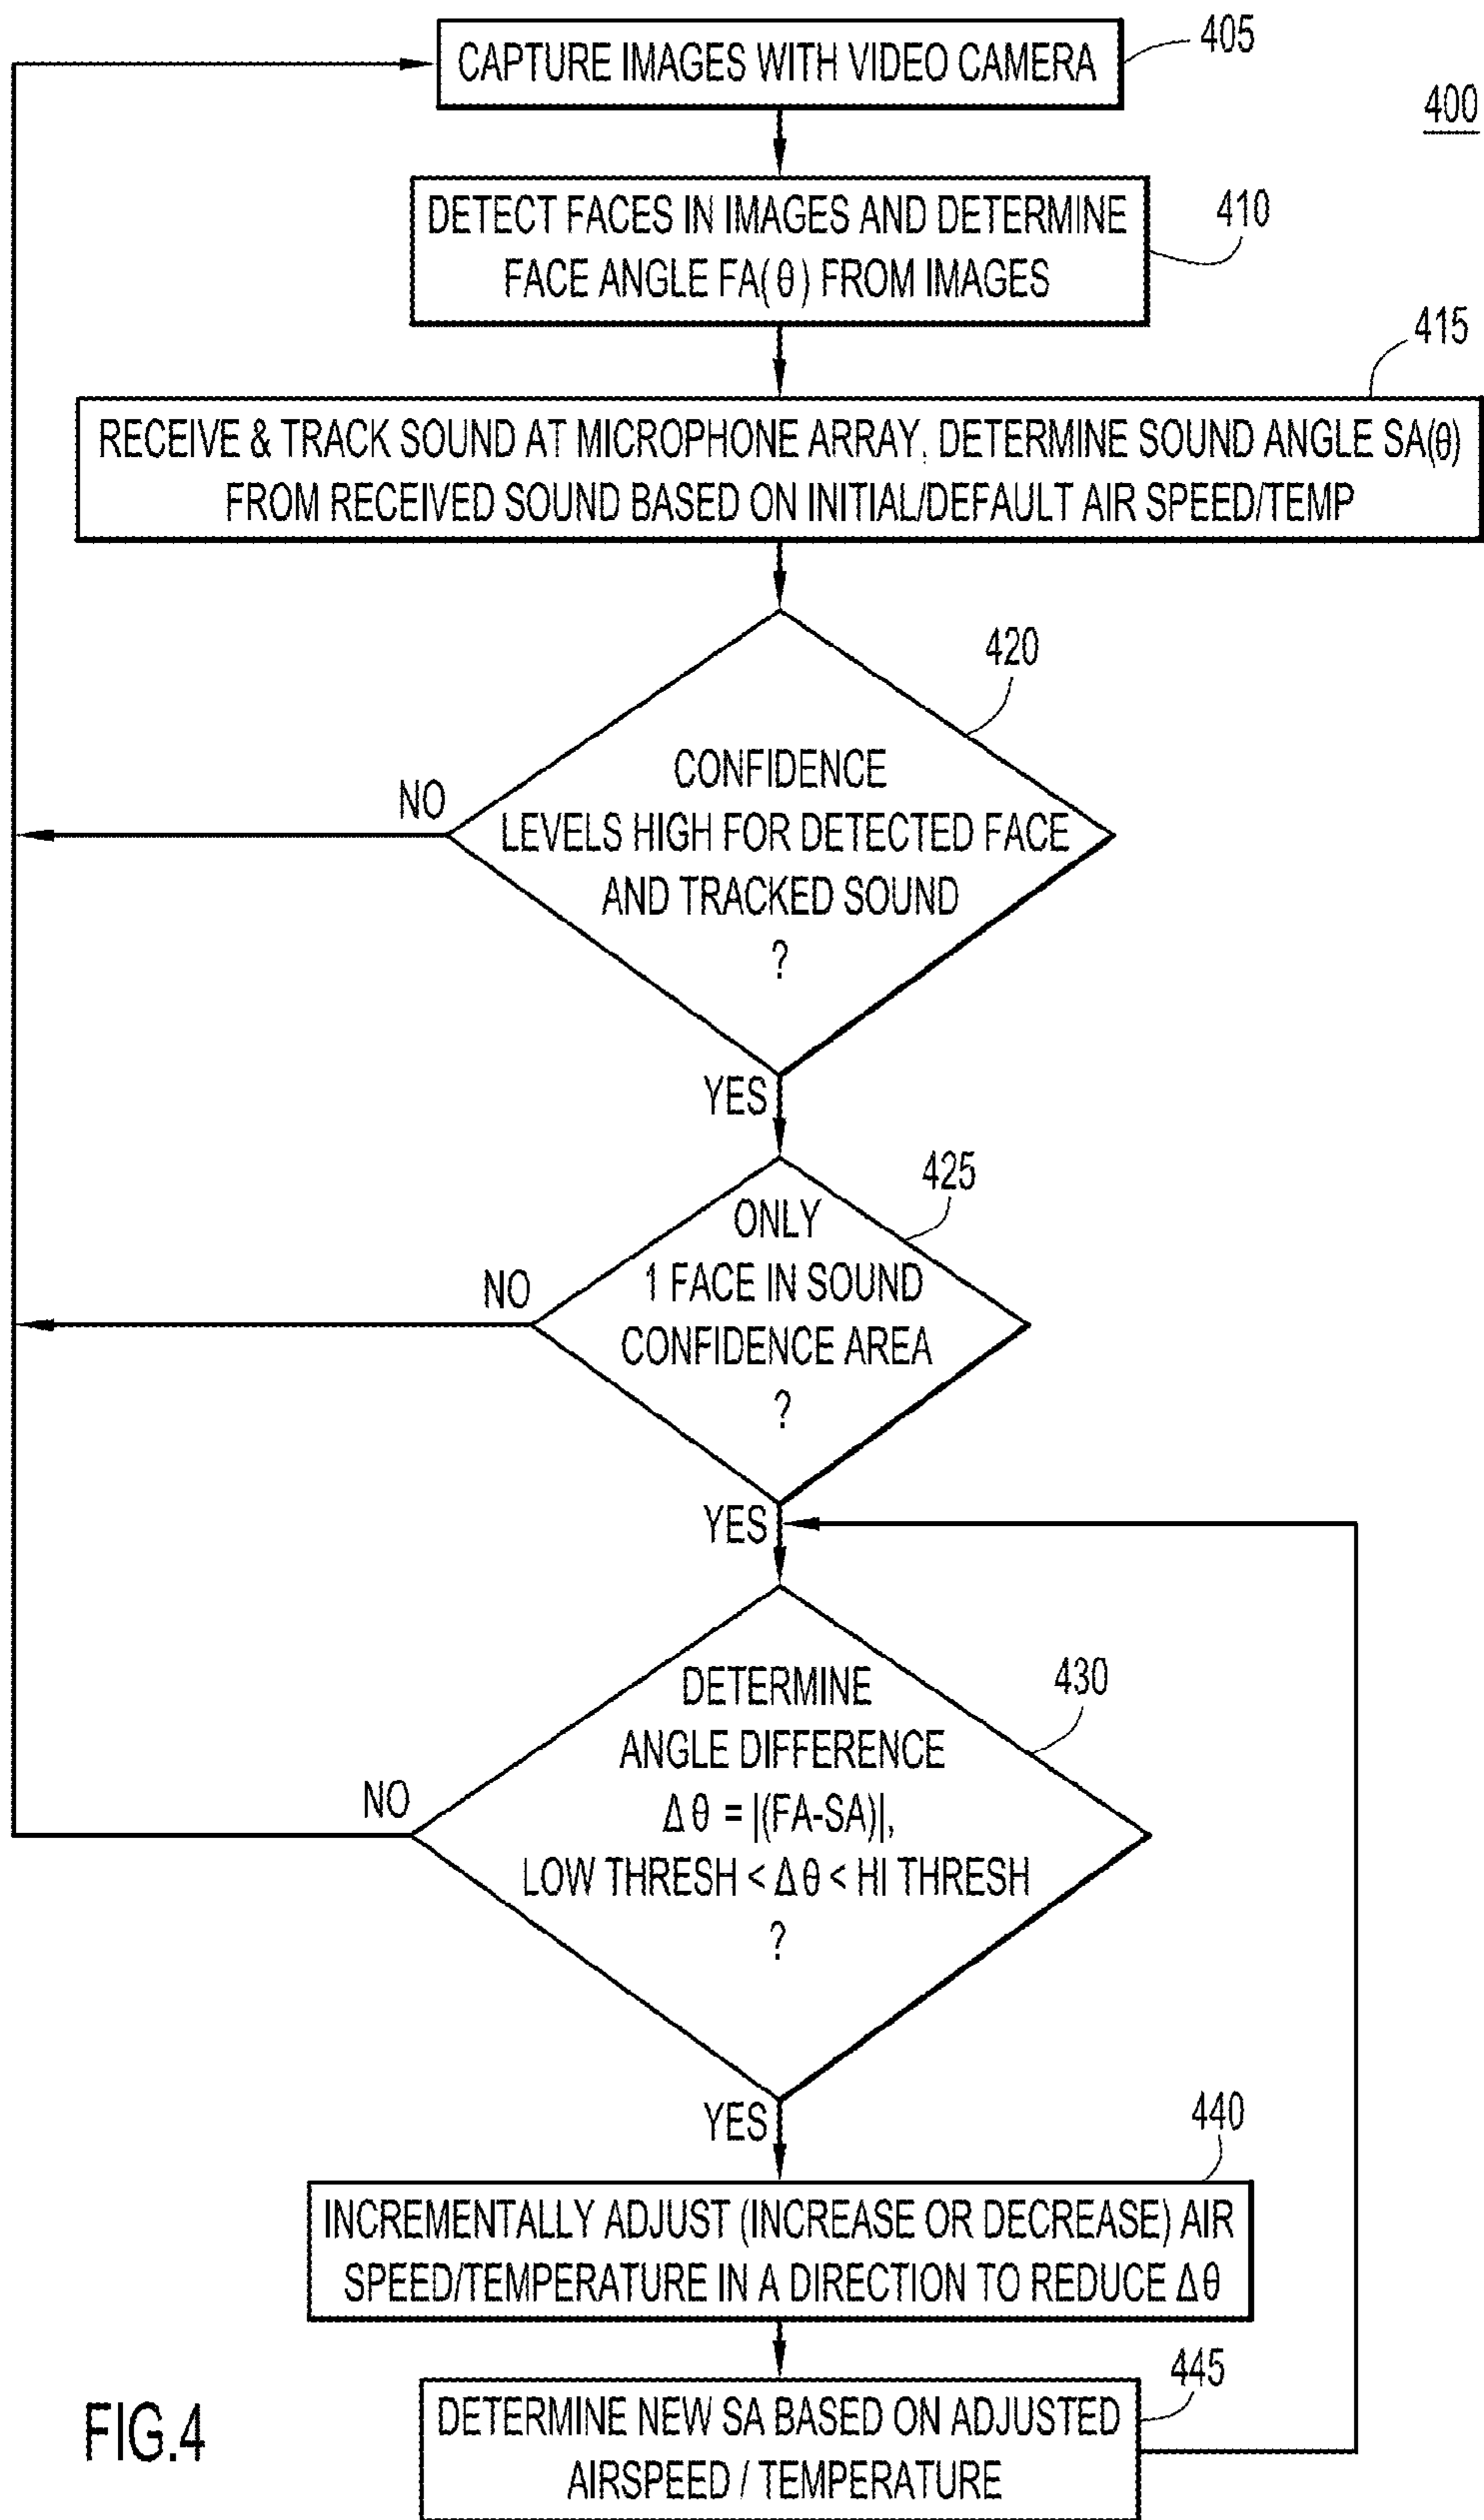 CAPTURE IMAGES WITH VIDEO CAMERA
405
400
DETECT FACES IN IMAGES AND DETERMINE
FACE ANGLE FA(θ) FROM IMAGES
410
415
RECEIVE & TRACK SOUND AT MICROPHONE ARRAY, DETERMINE SOUND ANGLE SA(θ)
FROM RECEIVED SOUND BASED ON INITIAL/DEFAULT AIR SPEED/TEMP
420
CONFIDENCE
LEVELS HIGH FOR DETECTED FACE
AND TRACKED SOUND
?
NO
YES
425
ONLY
1 FACE IN SOUND
CONFIDENCE AREA
?
NO
YES
430
DETERMINE
ANGLE DIFFERENCE
Δθ = |(FA-SA)|,
LOW THRESH < Δθ < HI THRESH
?
NO
YES
440
INCREMENTALLY ADJUST (INCREASE OR DECREASE) AIR
SPEED/TEMPERATURE IN A DIRECTION TO REDUCE Δθ
445
DETERMINE NEW SA BASED ON ADJUSTED
AIRSPEED / TEMPERATURE
FIG.4